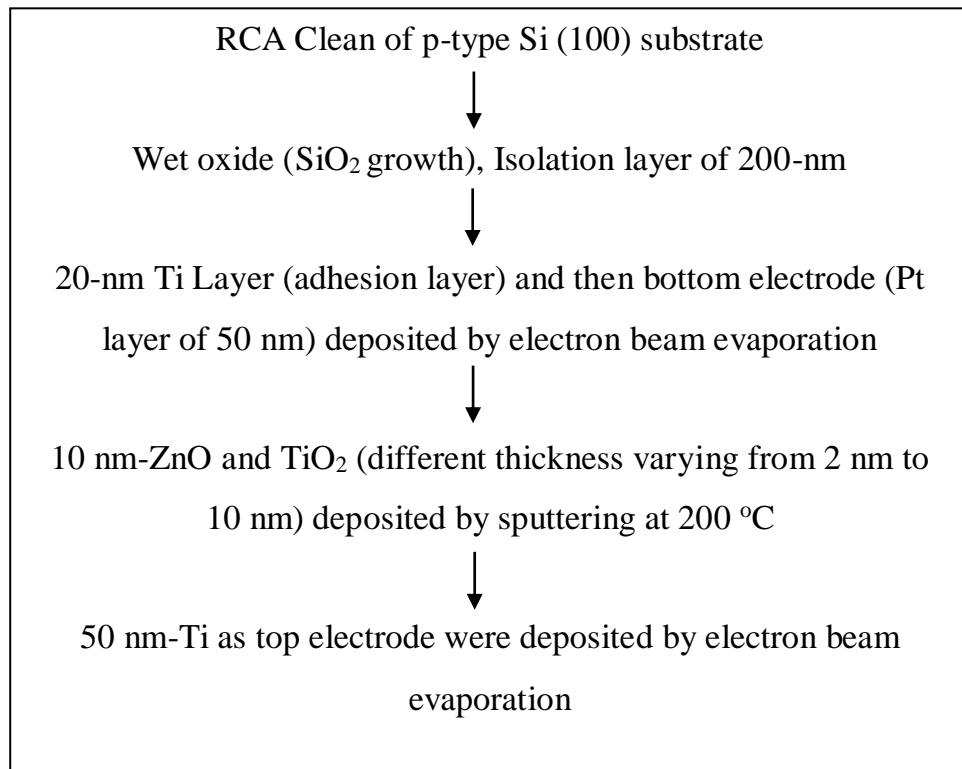 RCA Clean of p-type Si (100) substrate
Wet oxide (SiO₂ growth), Isolation layer of 200-nm
20-nm Ti Layer (adhesion layer) and then bottom electrode (Pt
layer of 50 nm) deposited by electron beam evaporation
10 nm-ZnO and TiO₂ (different thickness varying from 2 nm to
10 nm) deposited by sputtering at 200 ᵒC
50 nm-Ti as top electrode were deposited by electron beam
evaporation